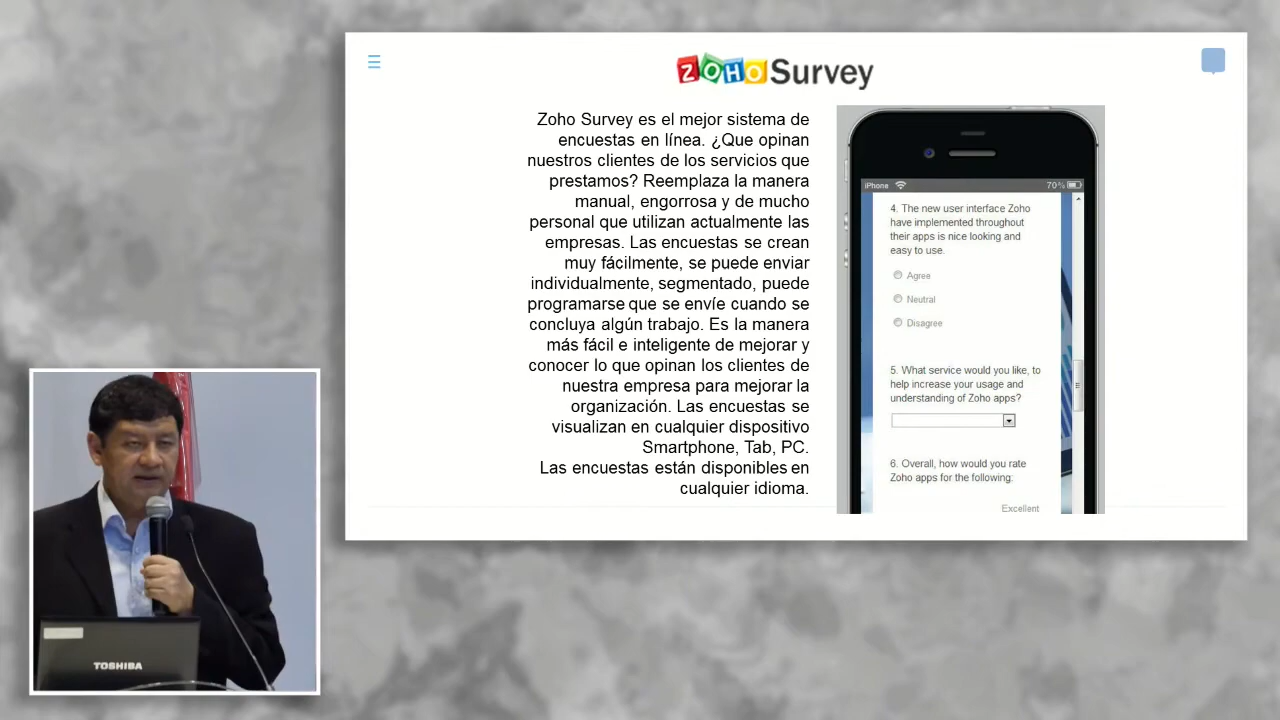 ZOHO Survey
Zoho Survey es el mejor sistema de
encuestas en línea. ¿Que opinan
nuestros clientes de los servicios que
prestamos? Reemplaza la manera
manual, engorrosa y de mucho
personal que utilizan actualmente las
empresas. Las encuestas se crean
muy fácilmente, se puede enviar
individualmente, segmentado, puede
programarse que se envíe cuando se
concluya algún trabajo. Es la manera
más fácil e inteligente de mejorar y
conocer lo que opinan los clientes de
nuestra empresa para mejorar la
organización. Las encuestas se
visualizan en cualquier dispositivo
Smartphone, Tab, PC.
Las encuestas están disponibles en
cualquier idioma.
iPhone 70%
4. The new user interface Zoho
have implemented throughout
their apps is nice looking and
easy to use.
Agree
Neutral
Disagree
5. What service would you like, to
help increase your usage and
understanding of Zoho apps?
6. Overall, how would you rate
Zoho apps for the following:
Excellent
TOSHIBA